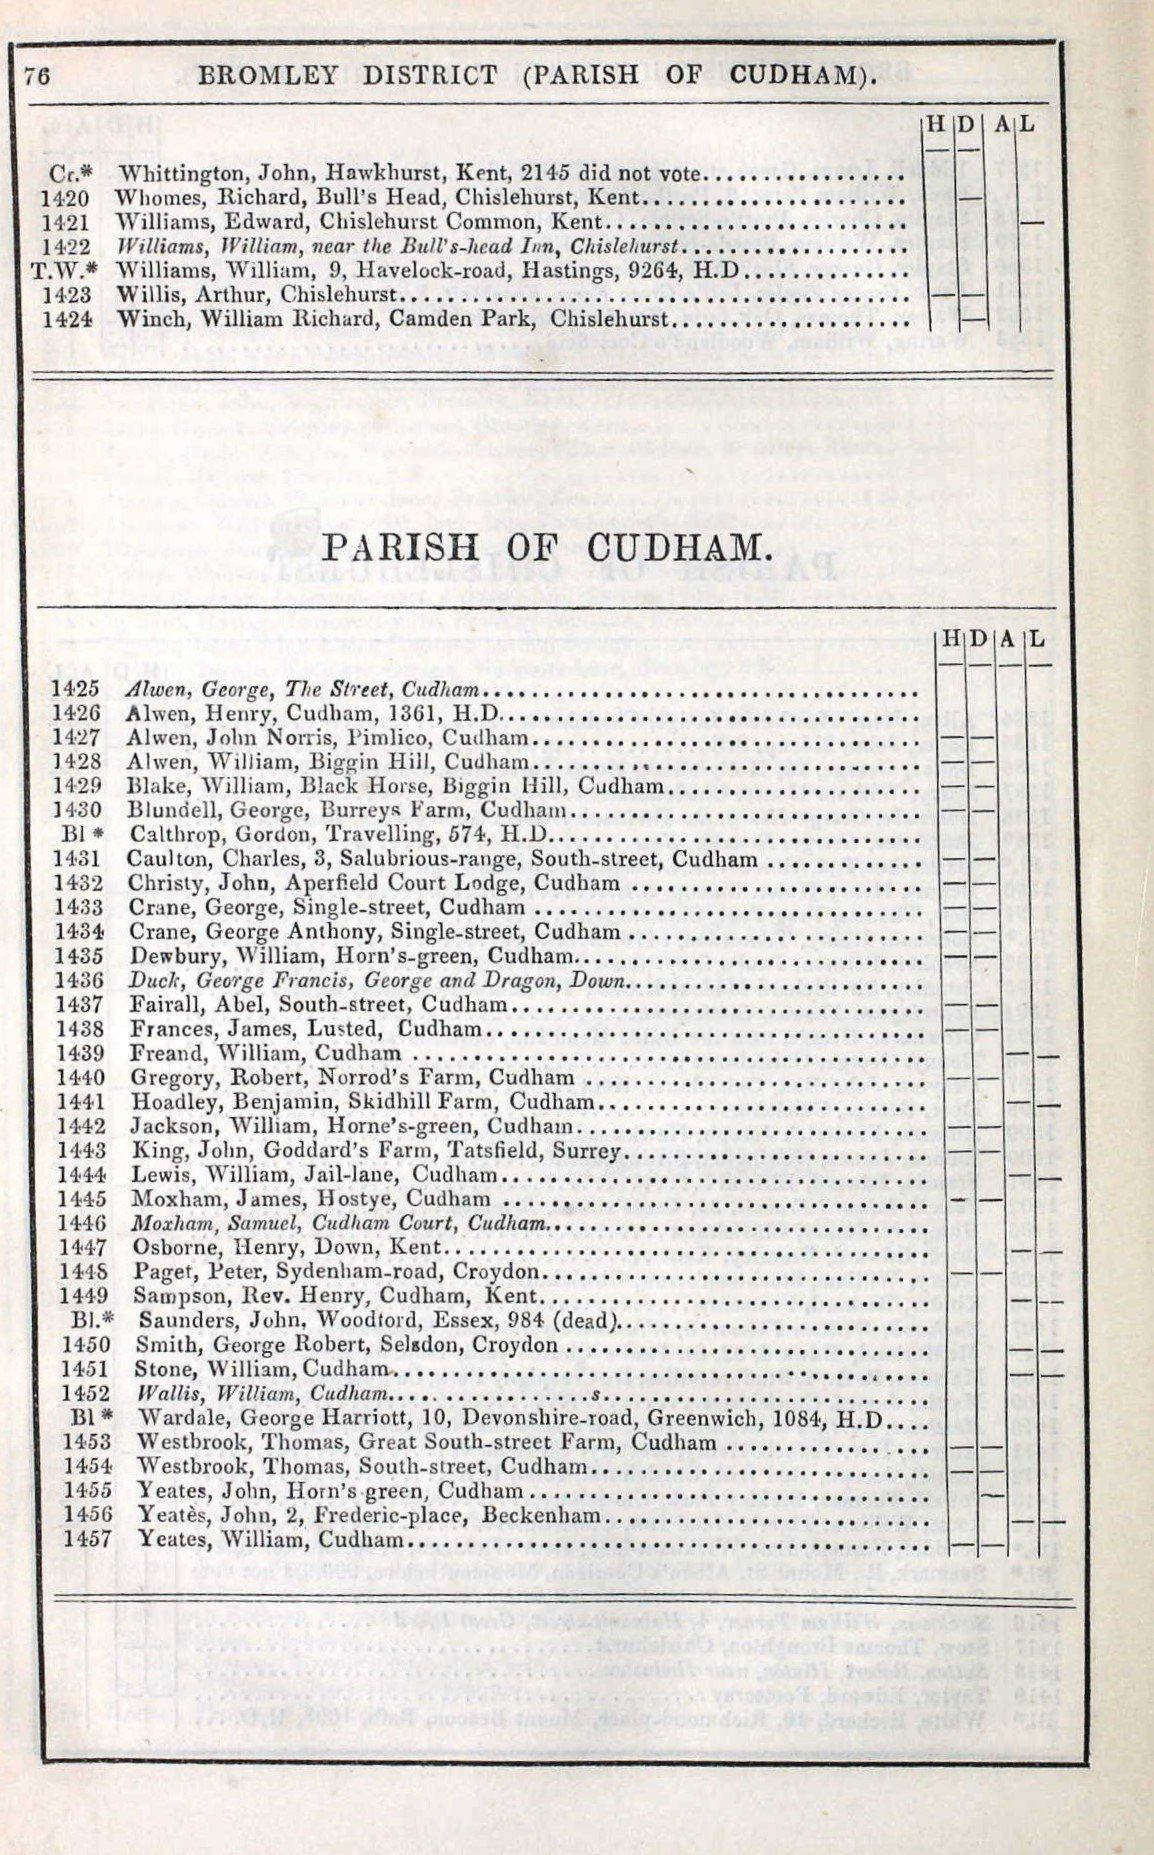 76 BROMLEY DISTRICT (PARISH OF CUDHAM).
H D A L
Cr.* Whittington, John, Hawkhurst, Kent, 2145 did not vote
1420 Whomes, Richard, Bull's Head, Chislehurst, Kent —
1421 Williams, Edward, Chislehurst Common, Kent —
1422 Williams, William, near the Bull's-head Inn, Chislehurst
T.W.* Williams, William, 9, Havelock-road, Hastings, 9264, H.D
1423 Willis, Arthur, Chislehurst — —
1424 Winch, William Richard, Camden Park, Chislehurst —
PARISH OF CUDHAM.
H D A L
1425 Alwen, George, The Street, Cudham
1426 Alwen, Henry, Cudham, 1361, H.D
1427 Alwen, John Norris, Pimlico, Cudham — —
1428 Alwen, William, Biggin Hill, Cudham — —
1429 Blake, William, Black Horse, Biggin Hill, Cudham — —
1430 Blundell, George, Burreys Farm, Cudham — —
Bl * Calthrop, Gordon, Travelling, 574, H.D
1431 Caulton, Charles, 3, Salubrious-range, South-street, Cudham — —
1432 Christy, John, Aperfield Court Lodge, Cudham — —
1433 Crane, George, Single-street, Cudham — —
1434 Crane, George Anthony, Single-street, Cudham — —
1435 Dewbury, William, Horn's-green, Cudham — —
1436 Duck, George Francis, George and Dragon, Down
1437 Fairall, Abel, South-street, Cudham — —
1438 Frances, James, Lusted, Cudham — —
1439 Freand, William, Cudham — —
1440 Gregory, Robert, Norrod's Farm, Cudham — —
1441 Hoadley, Benjamin, Skidhill Farm, Cudham — —
1442 Jackson, William, Horne's-green, Cudham — —
1443 King, John, Goddard's Farm, Tatsfield, Surrey — —
1444 Lewis, William, Jail-lane, Cudham —
1445 Moxham, James, Hostye, Cudham — —
1446 Moxham, Samuel, Cudham Court, Cudham
1447 Osborne, Henry, Down, Kent — —
1448 Paget, Peter, Sydenham-road, Croydon — —
1449 Sampson, Rev. Henry, Cudham, Kent — —
Bl.* Saunders, John, Woodford, Essex, 984 (dead)
1450 Smith, George Robert, Selsdon, Croydon — —
1451 Stone, William, Cudham — —
1452 Wallis, William, Cudham s
Bl * Wardale, George Harriott, 10, Devonshire-road, Greenwich, 1084, H.D
1453 Westbrook, Thomas, Great South-street Farm, Cudham — —
1454 Westbrook, Thomas, South-street, Cudham — —
1455 Yeates, John, Horn's-green, Cudham —
1456 Yeatès, John, 2, Frederic-place, Beckenham — —
1457 Yeates, William, Cudham — —